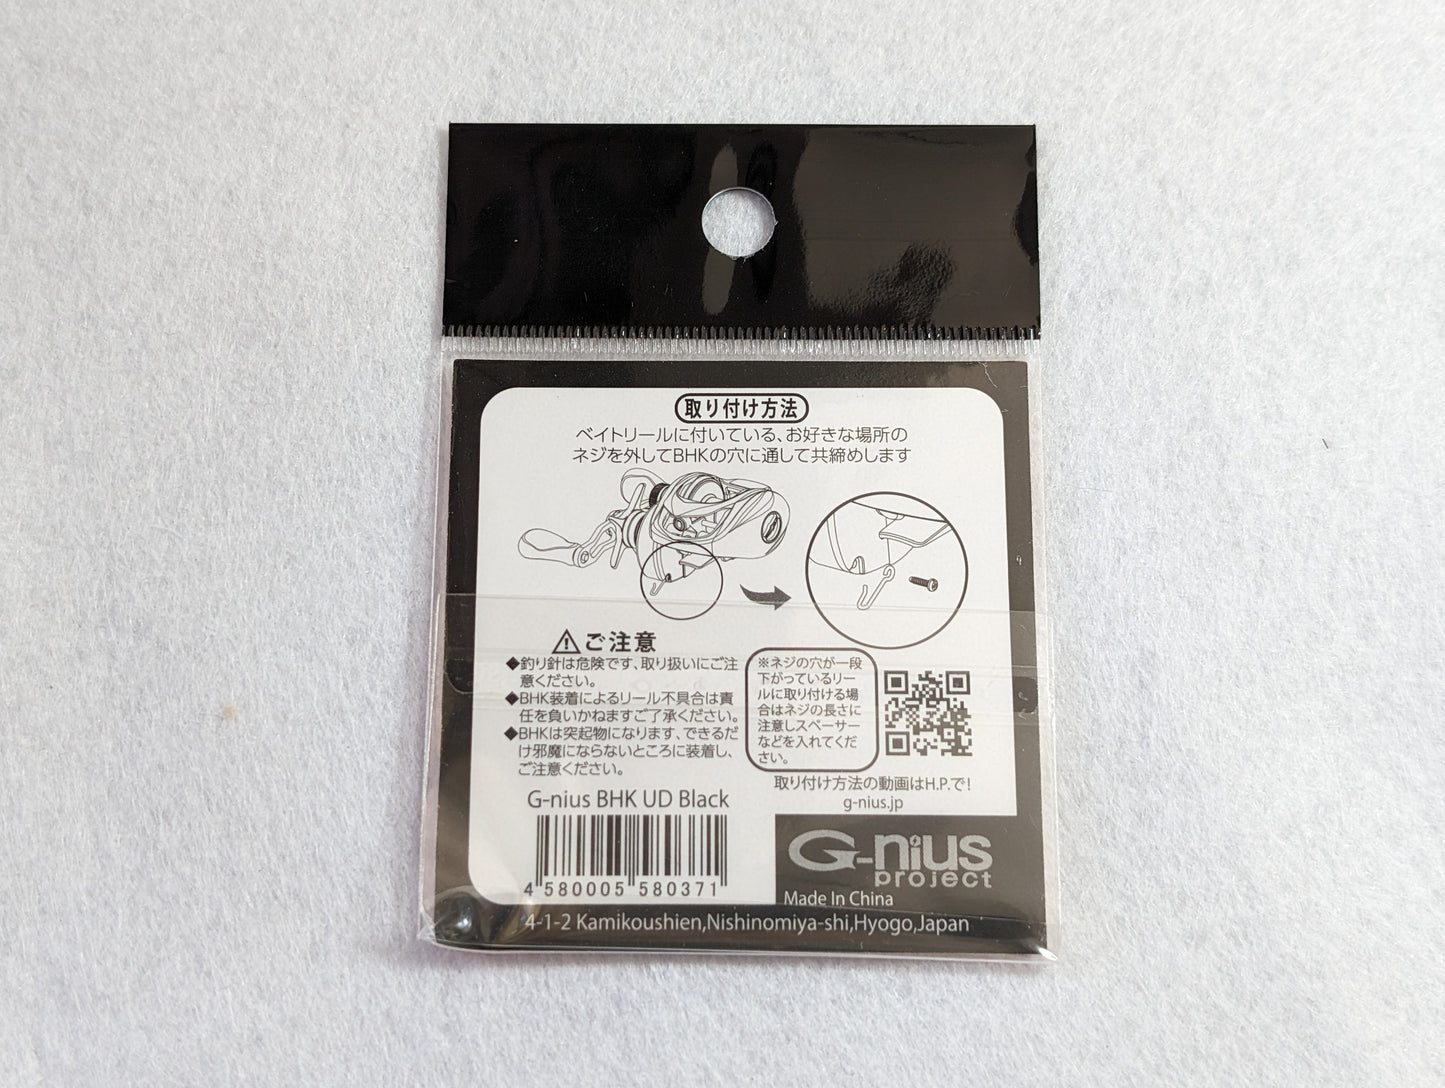 取り付け方法
ベイトリールに付いている、お好きな場所の
ネジを外してBHKの穴に通して共締めします
ご注意
◆釣り針は危険です、取り扱いにご注
意ください。
◆BHK装着によるリール不具合は責
任を負いかねますご了承ください。
◆BHKは突起物になります、できるだ
け邪魔にならないところに装着し、
ご注意ください。
※ネジの穴が一段
下がっているリー
ルに取り付ける場
合はネジの長さに
注意しスペーサー
などを入れてくだ
さい。
取り付け方法の動画はH.P.で!
g-nius.jp
G-nius BHK UD Black
4 580005 580371
G-nius
project
Made In China
4-1-2 Kamikoushien,Nishinomiya-shi,Hyogo,Japan